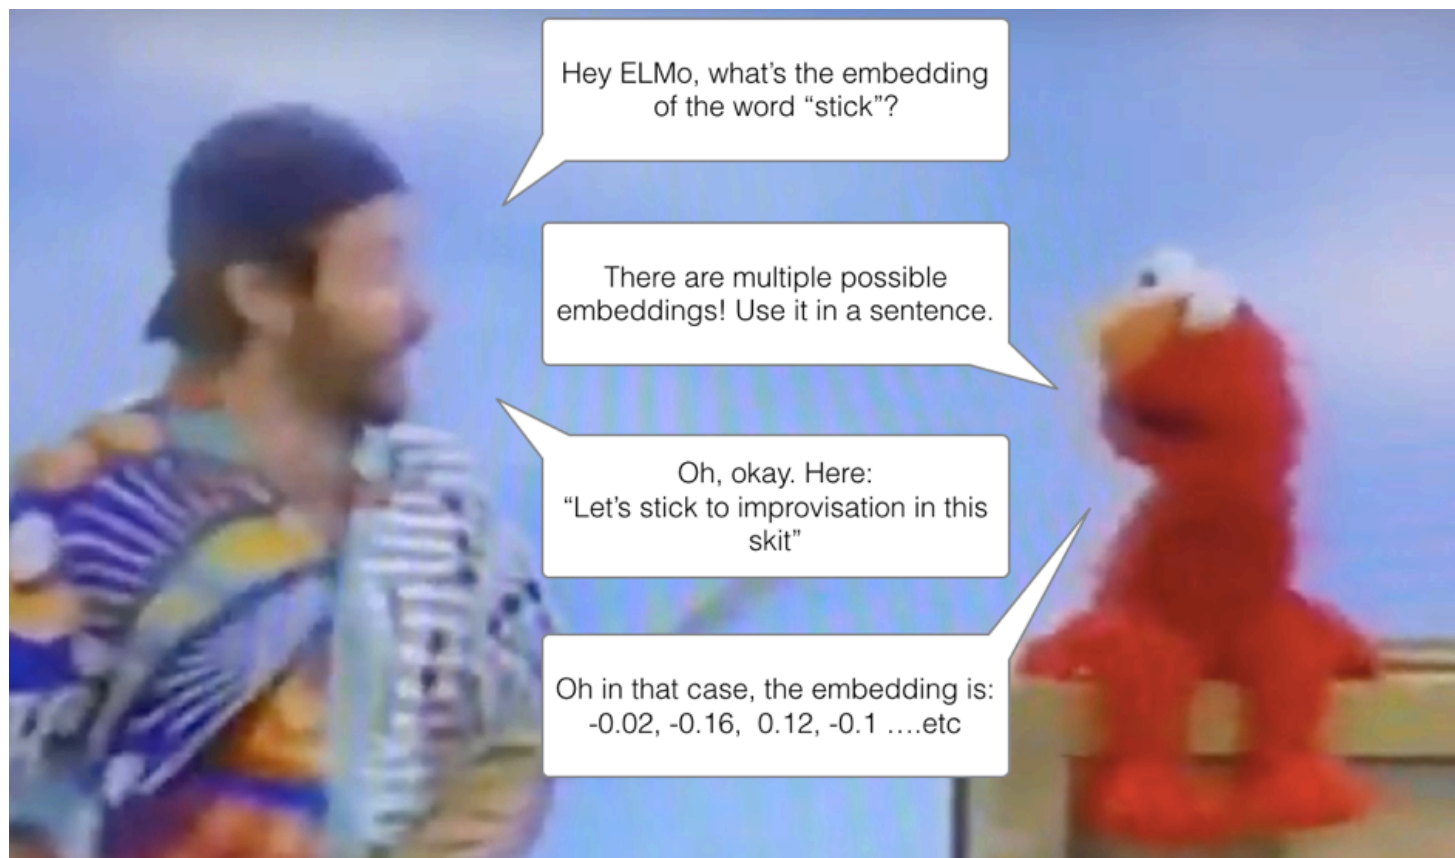 Hey ELMo, what’s the embedding
of the word “stick”?
There are multiple possible
embeddings! Use it in a sentence.
Oh, okay. Here:
“Let’s stick to improvisation in this
skit”
Oh in that case, the embedding is:
-0.02, -0.16,  0.12, -0.1 ….etc